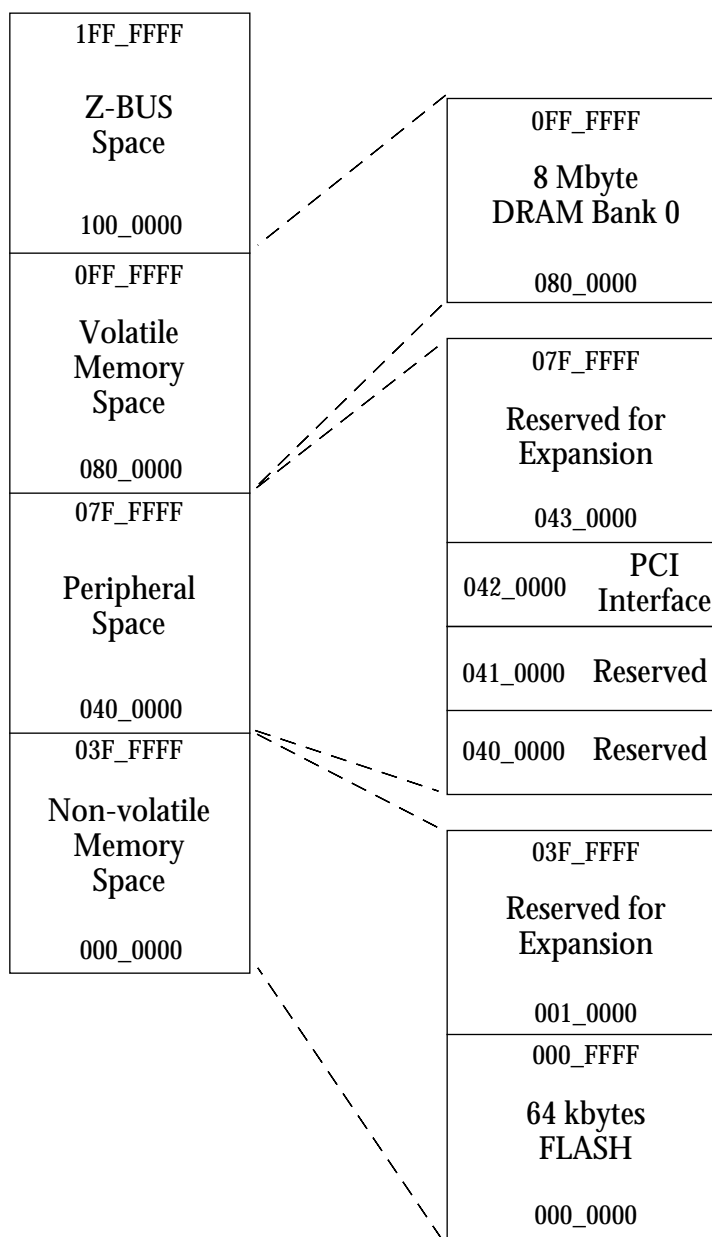 1FF_FFFF
Z-BUS
Space
100_0000
0FF_FFFF
Volatile
Memory
Space
080_0000
07F_FFFF
Peripheral
Space
040_0000
03F_FFFF
Non-volatile
Memory
Space
000_0000
0FF_FFFF
8 Mbyte
DRAM Bank 0
080_0000
07F_FFFF
Reserved for
Expansion
043_0000
042_0000 PCI
Interface
041_0000 Reserved
040_0000 Reserved
03F_FFFF
Reserved for
Expansion
001_0000
000_FFFF
64 kbytes
FLASH
000_0000